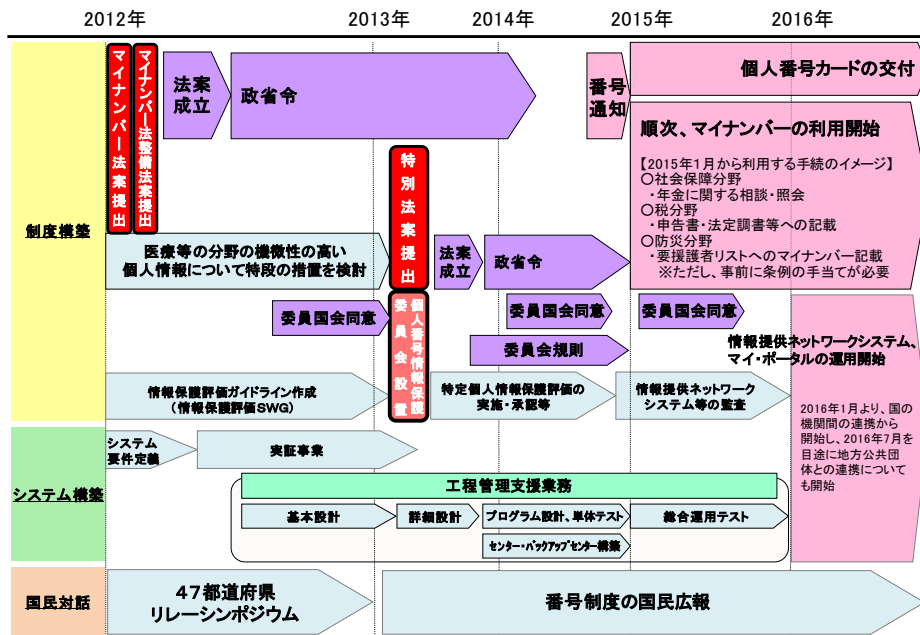 2012年
2013年
2014年
2015年
2016年
制度構築
マイナンバー法案提出
マイナンバー法整備法案提出
法案
成立
政省令
番号
通知
個人番号カードの交付
順次、マイナンバーの利用開始
【2015年1月から利用する手続のイメージ】
○社会保障分野
・年金に関する相談・照会
○税分野
・申告書・法定調書等への記載
○防災分野
・要援護者リストへのマイナンバー記載
※ただし、事前に条例の手当てが必要
医療等の分野の機微性の高い
個人情報について特段の措置を検討
特別法案提出
法案
成立
政省令
委員国会同意
個人番号情報保護
委員会設置
委員国会同意
委員国会同意
委員会規則
情報提供ネットワークシステム、
マイ・ポータルの運用開始
情報保護評価ガイドライン作成
（情報保護評価SWG）
特定個人情報保護評価の
実施・承認等
情報提供ネットワーク
システム等の監査
2016年1月より、国の
機関間の連携から
開始し、2016年7月を
目途に地方公共団
体との連携について
も開始
システム構築
システム
要件定義
実証事業
工程管理支援業務
基本設計
詳細設計
プログラム設計、単体テスト
総合運用テスト
センター・バックアップセンター構築
国民対話
４７都道府県
リレーシンポジウム
番号制度の国民広報